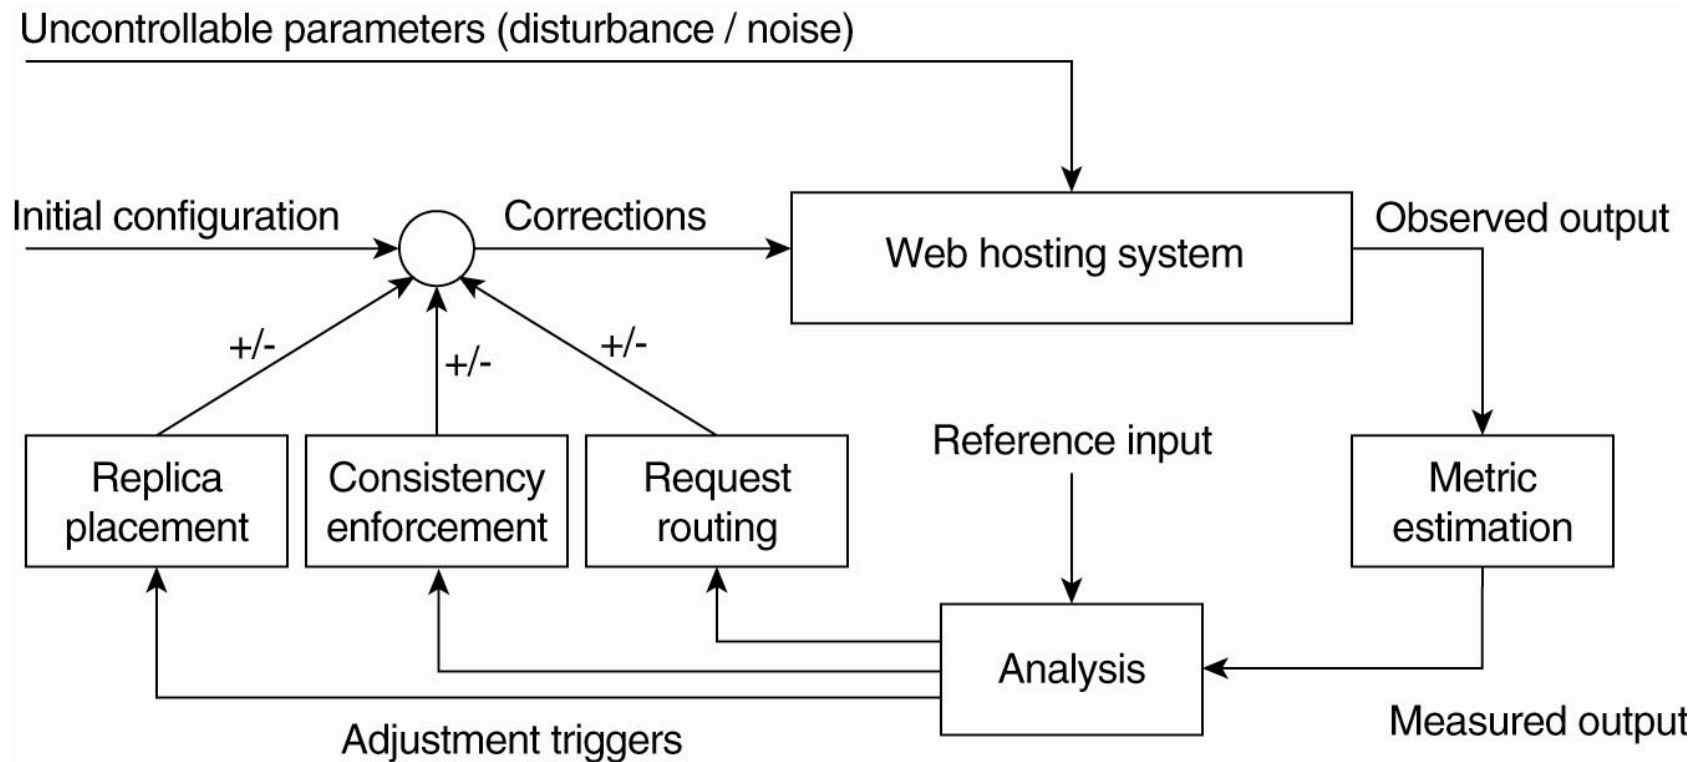 Uncontrollable parameters (disturbance / noise)
Initial configuration
Corrections
Web hosting system
Observed output
+/-
+/-
+/-
Replica
placement
Consistency
enforcement
Request
routing
Reference input
Metric
estimation
Analysis
Adjustment triggers
Measured output